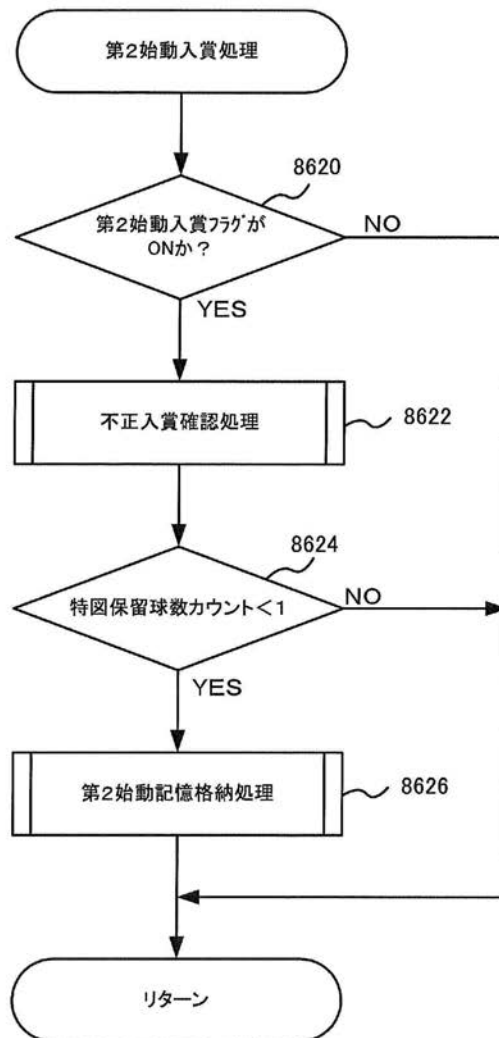 第2始動入賞処理
8620
第2始動入賞フラグが
ONか？
NO
YES
不正入賞確認処理
8622
8624
特図保留球数カウント＜1
NO
YES
第2始動記憶格納処理
8626
リターン